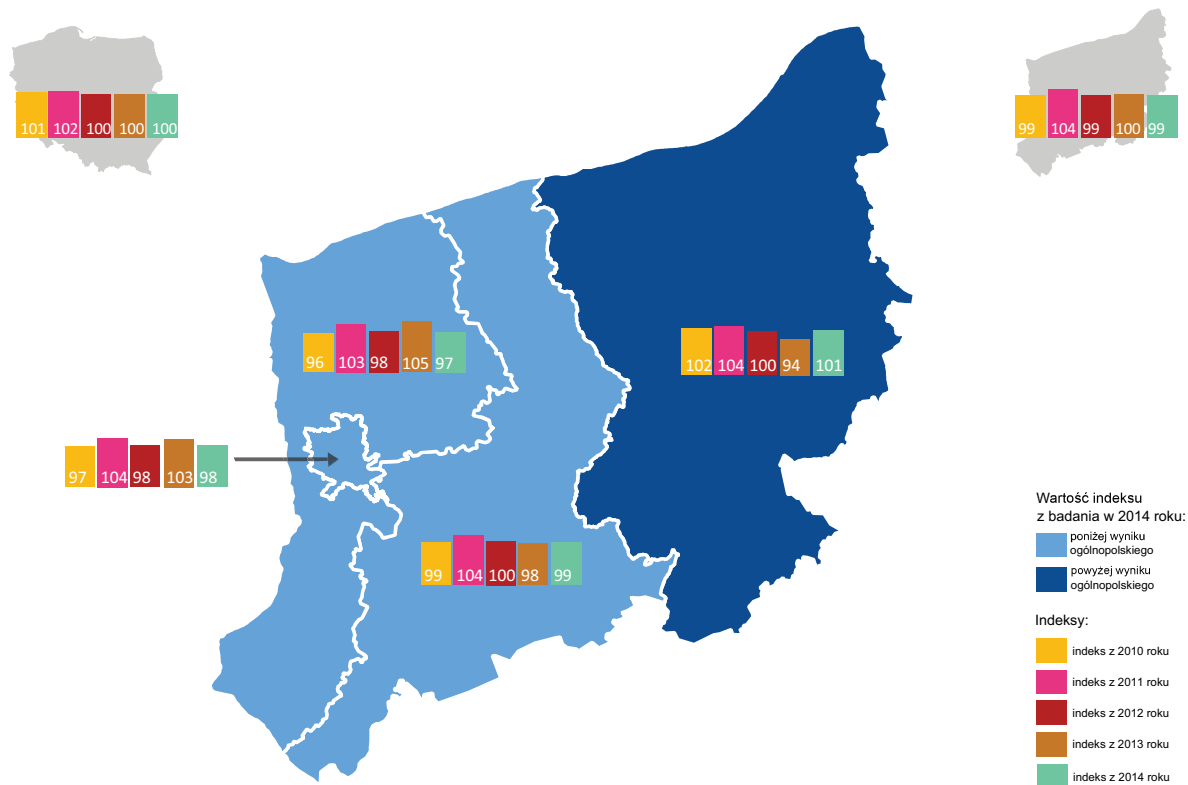 101 102 100 100 100
99 104 99 100 99
96 103 98 105 97
102 104 100 94 101
97 104 98 103 98
99 104 100 98 99
Wartość indeksu
z badania w 2014 roku:
poniżej wyniku
ogólnopolskiego
powyżej wyniku
ogólnopolskiego
Indeksy:
indeks z 2010 roku
indeks z 2011 roku
indeks z 2012 roku
indeks z 2013 roku
indeks z 2014 roku